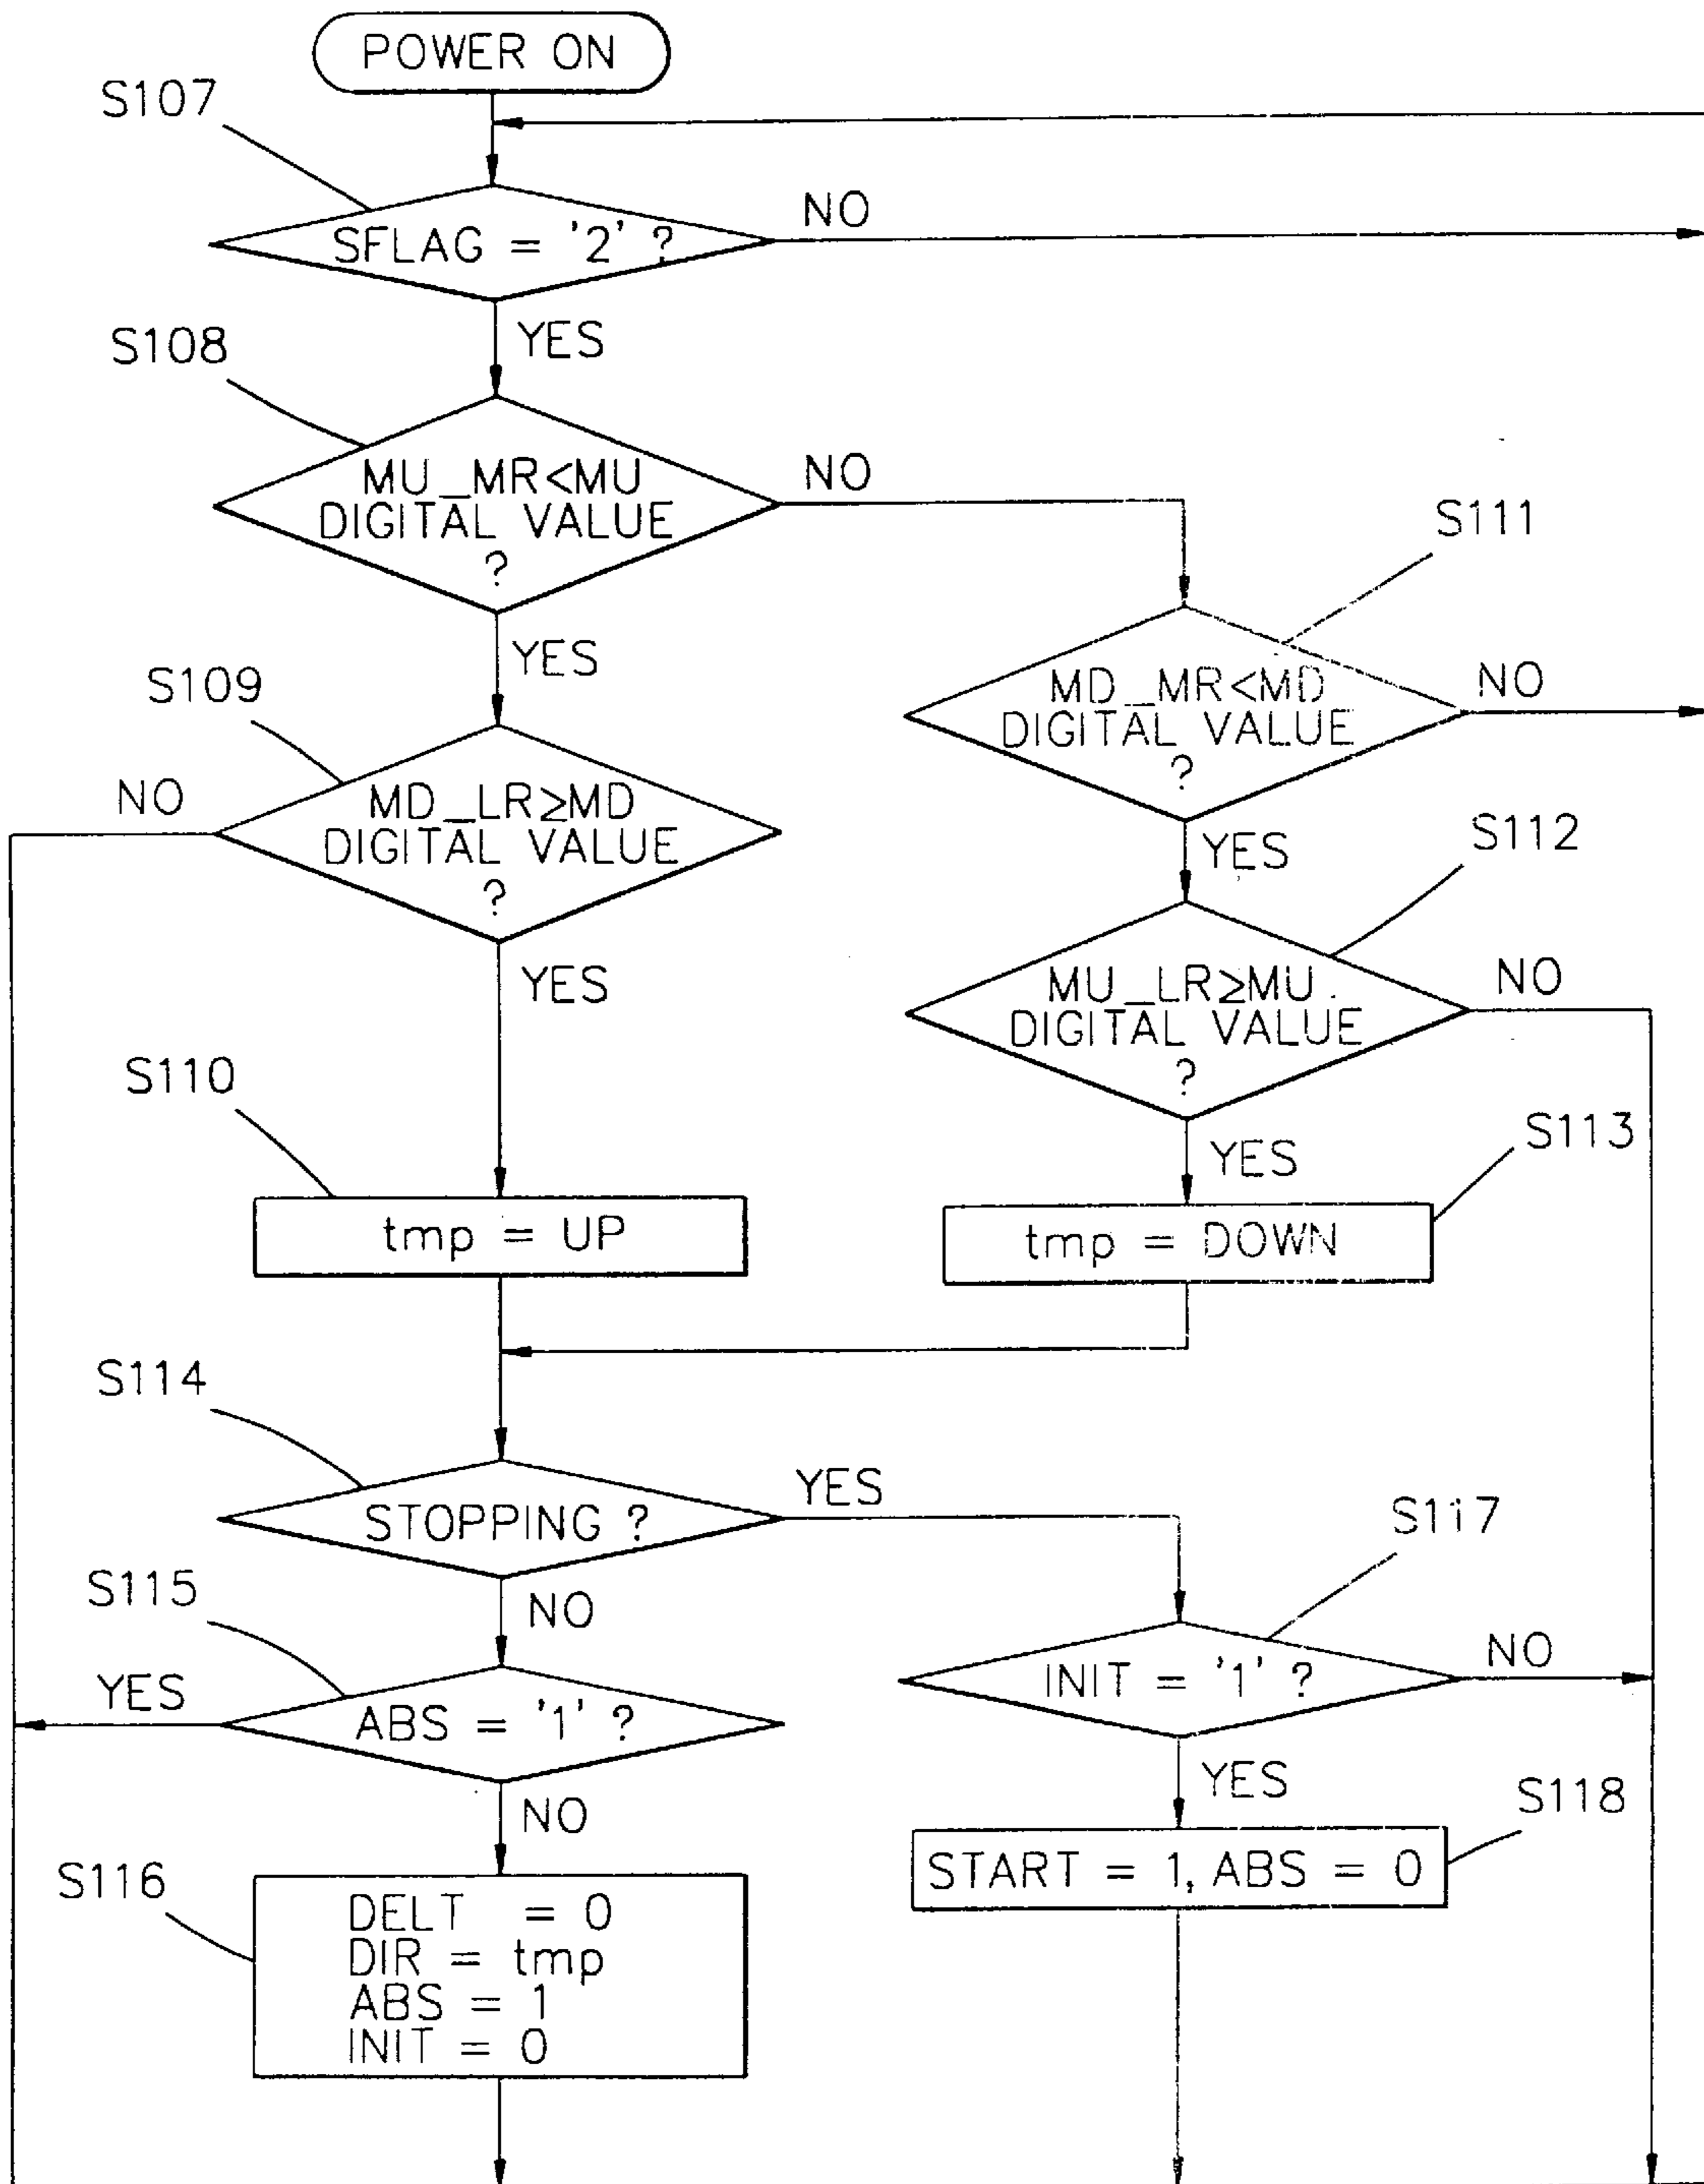 POWER ON
S107
SFLAG = '2' ?
NO
YES
S108
MU_MR<MU
DIGITAL VALUE
?
NO
YES
S111
MD_MR<MD
DIGITAL VALUE
?
NO
YES
S109
MD_LR≥MD
DIGITAL VALUE
?
NO
YES
S112
MU_LR≥MU
DIGITAL VALUE
?
NO
YES
S110
tmp = UP
S113
tmp = DOWN
S114
STOPPING ?
YES
NO
S117
INIT = '1' ?
NO
YES
S115
ABS = '1' ?
YES
NO
S118
START = 1, ABS = 0
S116
DELT = 0
DIR = tmp
ABS = 1
INIT = 0